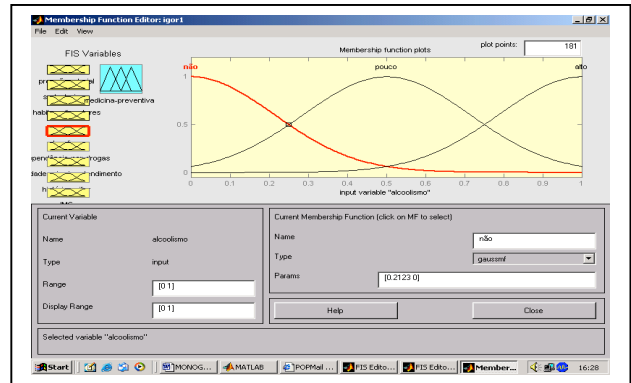 Membership Function Editor: igor1
File Edit View
FIS Variables
Membership function plots
plot points:
181
medicina-preventiva
não
pouco
alto
1
0.5
0
0 0.1 0.2 0.3 0.4 0.5 0.6 0.7 0.8 0.9 1
input variable "alcoolismo"
Current Variable
Name alcoolismo
Type input
Range [0 1]
Display Range [0 1]
Current Membership Function (click on MF to select)
Name não
Type gaussmf
Params [0.2123 0]
Help
Close
Selected variable "alcoolismo"
Start
MONOG...
MATLAB
POPMail ...
FIS Edito...
FIS Edito...
Member...
16:28